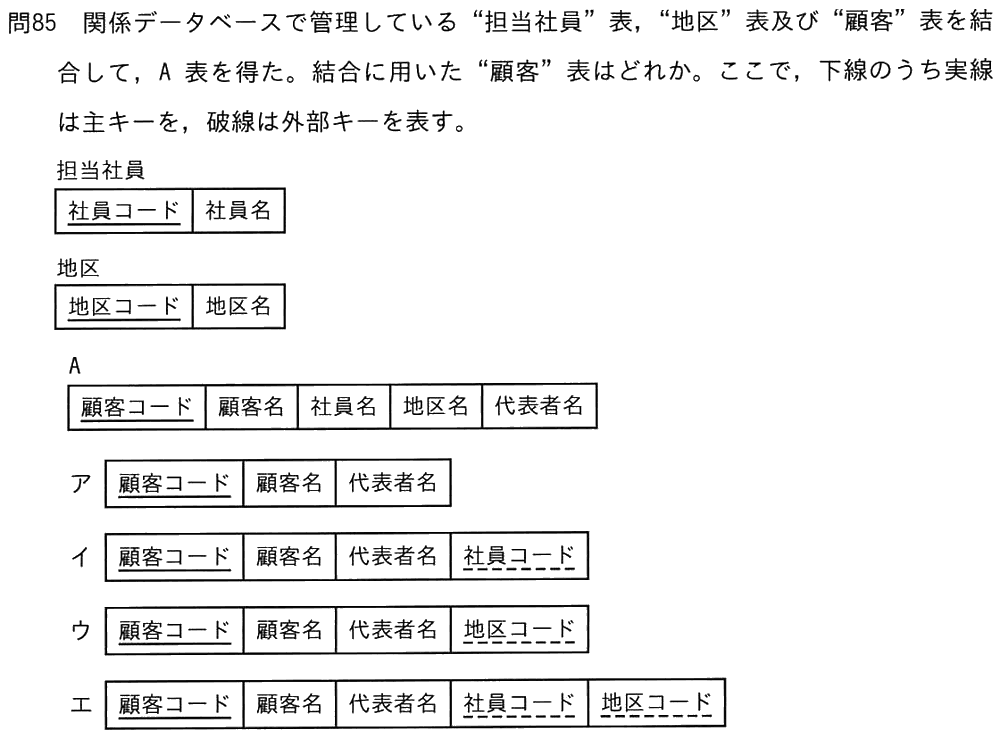 問85　関係データベースで管理している“担当社員”表，“地区”表及び“顧客”表を結
合して，A 表を得た。結合に用いた“顧客”表はどれか。ここで，下線のうち実線
は主キーを，破線は外部キーを表す。
担当社員
社員コード 社員名
地区
地区コード 地区名
A
顧客コード 顧客名 社員名 地区名 代表者名
ア 顧客コード 顧客名 代表者名
イ 顧客コード 顧客名 代表者名 社員コード
ウ 顧客コード 顧客名 代表者名 地区コード
エ 顧客コード 顧客名 代表者名 社員コード 地区コード